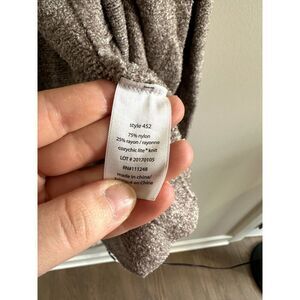 style 452
75% nylon
25% rayon / rayonne
cozychic lite® knit
LOT # 20170105
RN#111248
made in china/
fabriqué en chine